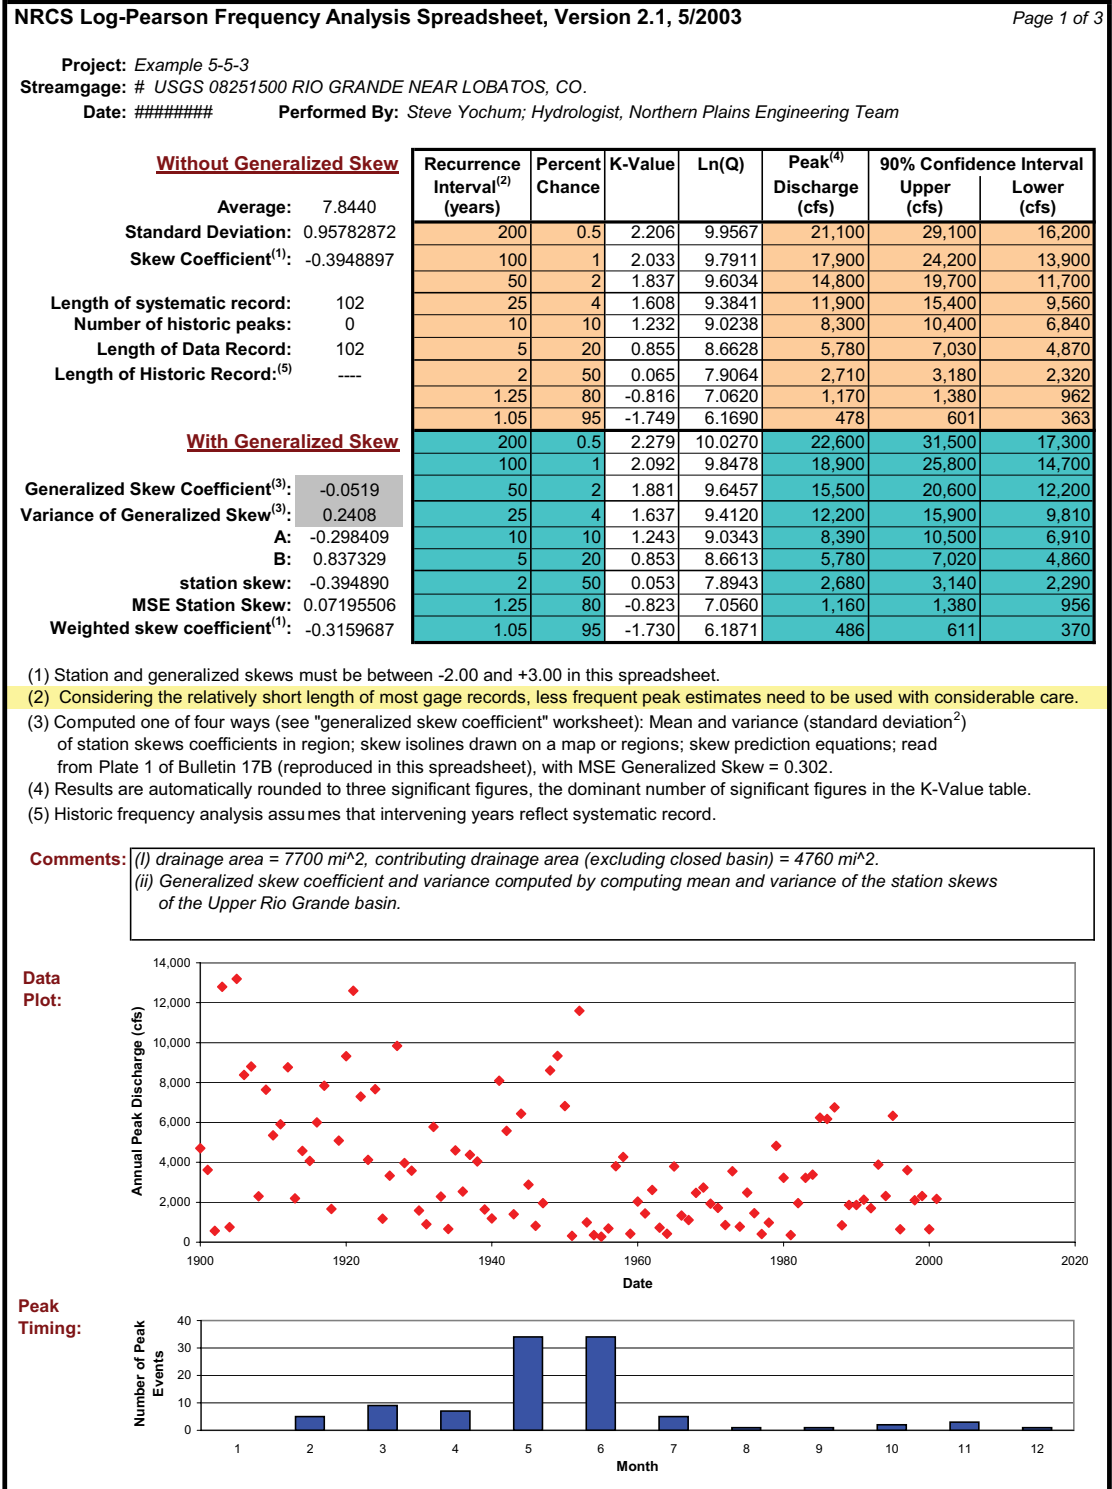 NRCS Log-Pearson Frequency Analysis Spreadsheet, Version 2.1, 5/2003 Page 1 of 3
Project: Example 5-5-3
Streamgage: # USGS 08251500 RIO GRANDE NEAR LOBATOS, CO.
Date: ######## Performed By: Steve Yochum; Hydrologist, Northern Plains Engineering Team
Without Generalized Skew
Average: 7.8440
Standard Deviation: 0.95782872
Skew Coefficient(1): -0.3948897
Length of systematic record: 102
Number of historic peaks: 0
Length of Data Record: 102
Length of Historic Record:(5) ----
With Generalized Skew
Generalized Skew Coefficient(3): -0.0519
Variance of Generalized Skew(3): 0.2408
A: -0.298409
B: 0.837329
station skew: -0.394890
MSE Station Skew: 0.07195506
Weighted skew coefficient(1): -0.3159687
Recurrence Percent K-Value Ln(Q) Peak(4) 90% Confidence Interval
Interval(2) Chance Discharge Upper Lower
(years) (cfs) (cfs) (cfs)
200 0.5 2.206 9.9567 21,100 29,100 16,200
100 1 2.033 9.7911 17,900 24,200 13,900
50 2 1.837 9.6034 14,800 19,700 11,700
25 4 1.608 9.3841 11,900 15,400 9,560
10 10 1.232 9.0238 8,300 10,400 6,840
5 20 0.855 8.6628 5,780 7,030 4,870
2 50 0.065 7.9064 2,710 3,180 2,320
1.25 80 -0.816 7.0620 1,170 1,380 962
1.05 95 -1.749 6.1690 478 601 363
200 0.5 2.279 10.0270 22,600 31,500 17,300
100 1 2.092 9.8478 18,900 25,800 14,700
50 2 1.881 9.6457 15,500 20,600 12,200
25 4 1.637 9.4120 12,200 15,900 9,810
10 10 1.243 9.0343 8,390 10,500 6,910
5 20 0.853 8.6613 5,780 7,020 4,860
2 50 0.053 7.8943 2,680 3,140 2,290
1.25 80 -0.823 7.0560 1,160 1,380 956
1.05 95 -1.730 6.1871 486 611 370
(1) Station and generalized skews must be between -2.00 and +3.00 in this spreadsheet.
(2) Considering the relatively short length of most gage records, less frequent peak estimates need to be used with considerable care.
(3) Computed one of four ways (see "generalized skew coefficient" worksheet): Mean and variance (standard deviation2)
of station skews coefficients in region; skew isolines drawn on a map or regions; skew prediction equations; read
from Plate 1 of Bulletin 17B (reproduced in this spreadsheet), with MSE Generalized Skew = 0.302.
(4) Results are automatically rounded to three significant figures, the dominant number of significant figures in the K-Value table.
(5) Historic frequency analysis assumes that intervening years reflect systematic record.
Comments: (I) drainage area = 7700 mi^2, contributing drainage area (excluding closed basin) = 4760 mi^2.
(ii) Generalized skew coefficient and variance computed by computing mean and variance of the station skews
of the Upper Rio Grande basin.
Data
Plot:
Annual Peak Discharge (cfs)
14,000
12,000
10,000
8,000
6,000
4,000
2,000
0
1900 1920 1940 1960 1980 2000 2020
Date
Peak
Timing:
Number of Peak
Events
40
30
20
10
0
1 2 3 4 5 6 7 8 9 10 11 12
Month